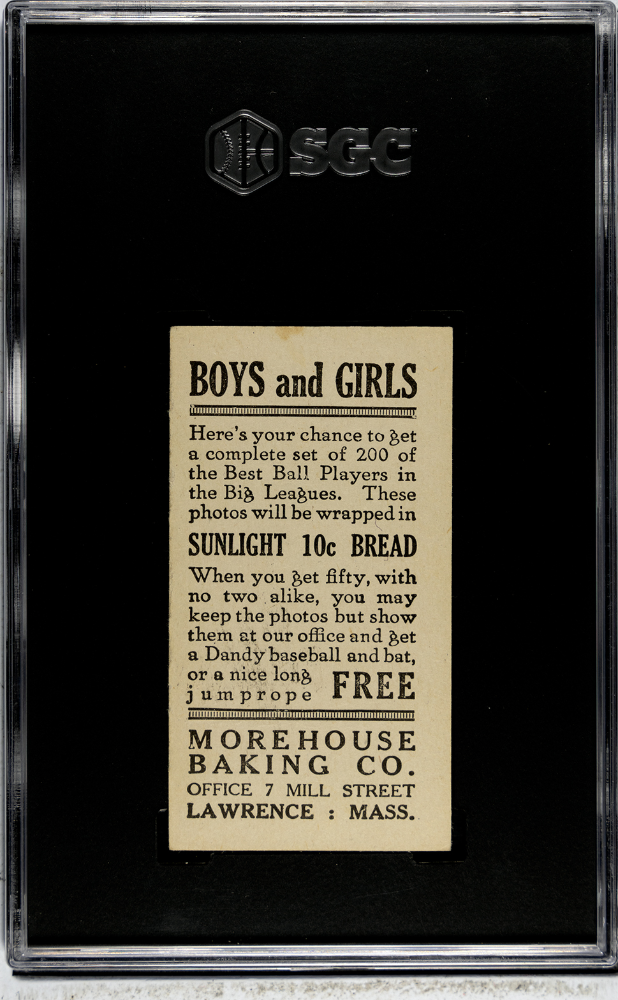 SGC
BOYS and GIRLS
Here's your chance to get
a complete set of 200 of
the Best Ball Players in
the Big Leagues. These
photos will be wrapped in
SUNLIGHT 10c BREAD
When you get fifty, with
no two alike, you may
keep the photos but show
them at our office and get
a Dandy baseball and bat,
or a nice long
jumprope FREE
MOREHOUSE
BAKING CO.
OFFICE 7 MILL STREET
LAWRENCE : MASS.